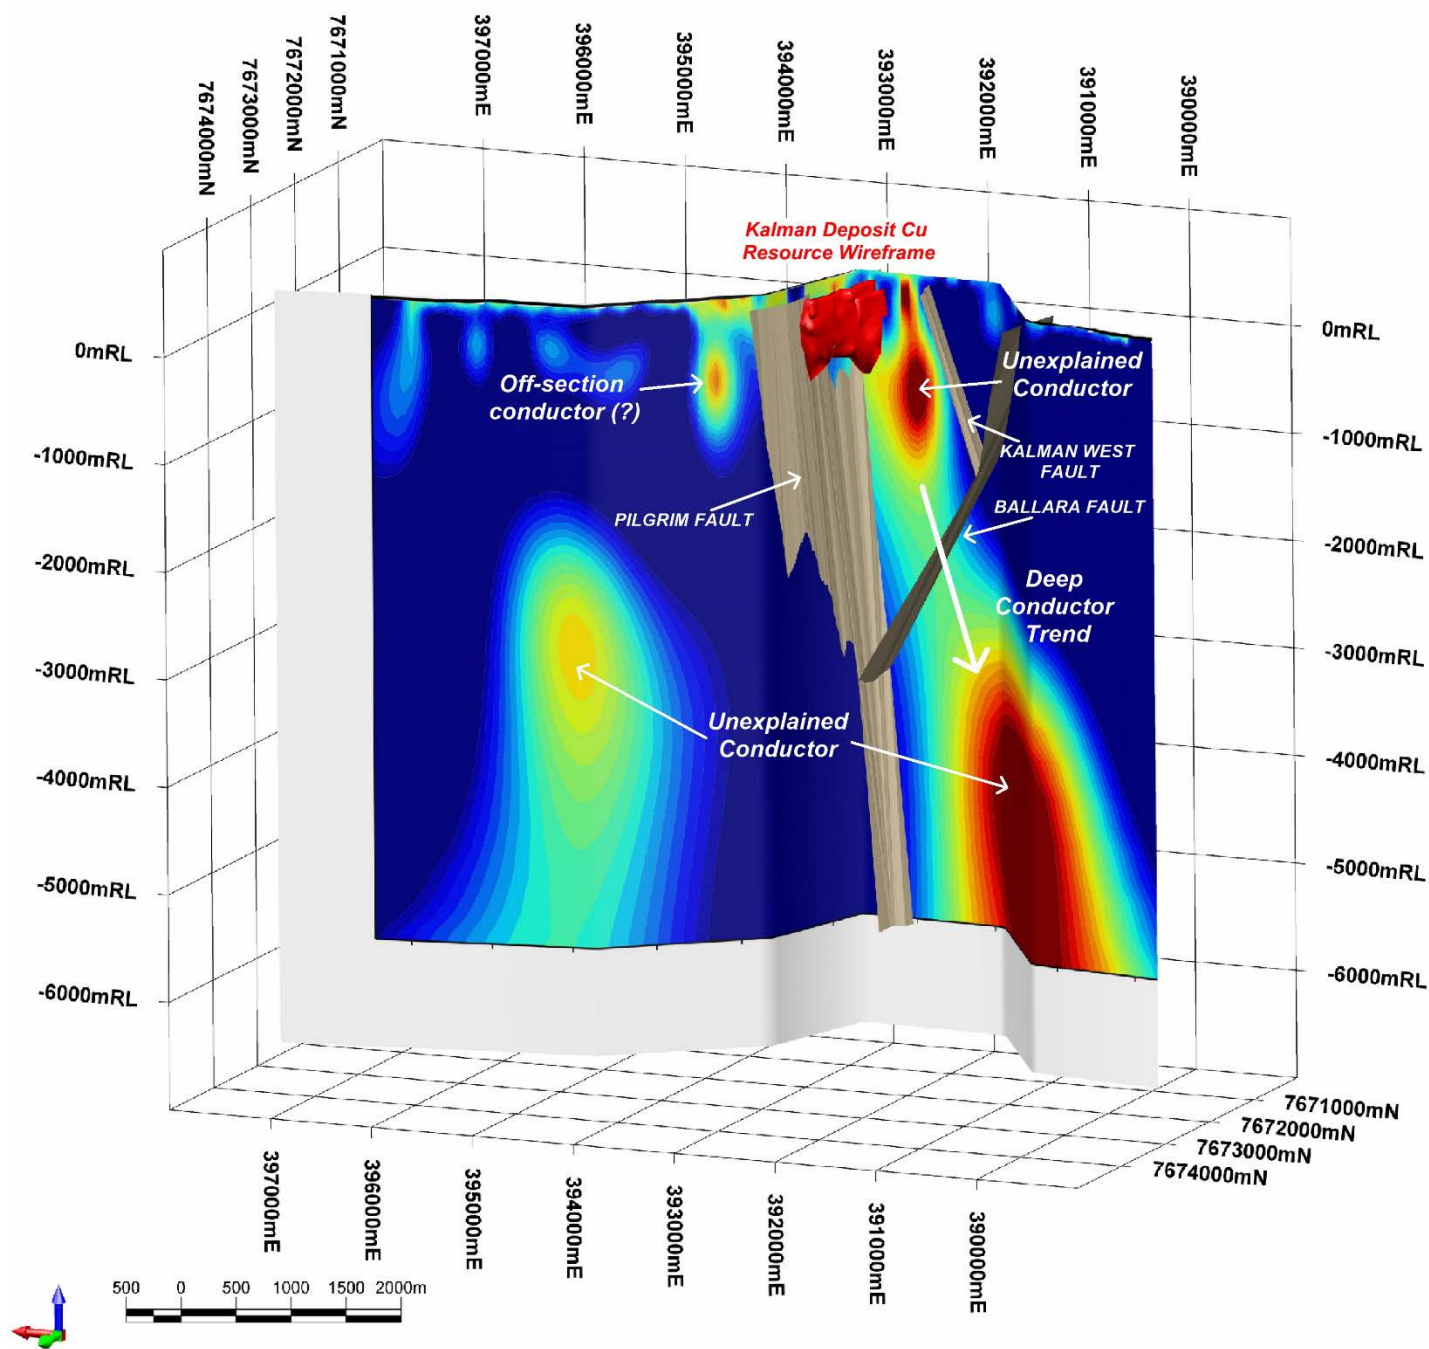 7674000mN
7673000mN
7672000mN
7671000mN
397000mE
396000mE
395000mE
394000mE
393000mE
392000mE
391000mE
390000mE
Kalman Deposit Cu
Resource Wireframe
0mRL
-1000mRL
-2000mRL
-3000mRL
-4000mRL
-5000mRL
-6000mRL
Off-section
conductor (?)
PILGRIM FAULT
Unexplained
Conductor
KALMAN WEST
FAULT
BALLARA FAULT
Deep
Conductor
Trend
Unexplained
Conductor
0mRL
-1000mRL
-2000mRL
-3000mRL
-4000mRL
-5000mRL
-6000mRL
7671000mN
7672000mN
7673000mN
7674000mN
397000mE
396000mE
395000mE
394000mE
393000mE
392000mE
391000mE
390000mE
500 0 500 1000 1500 2000m